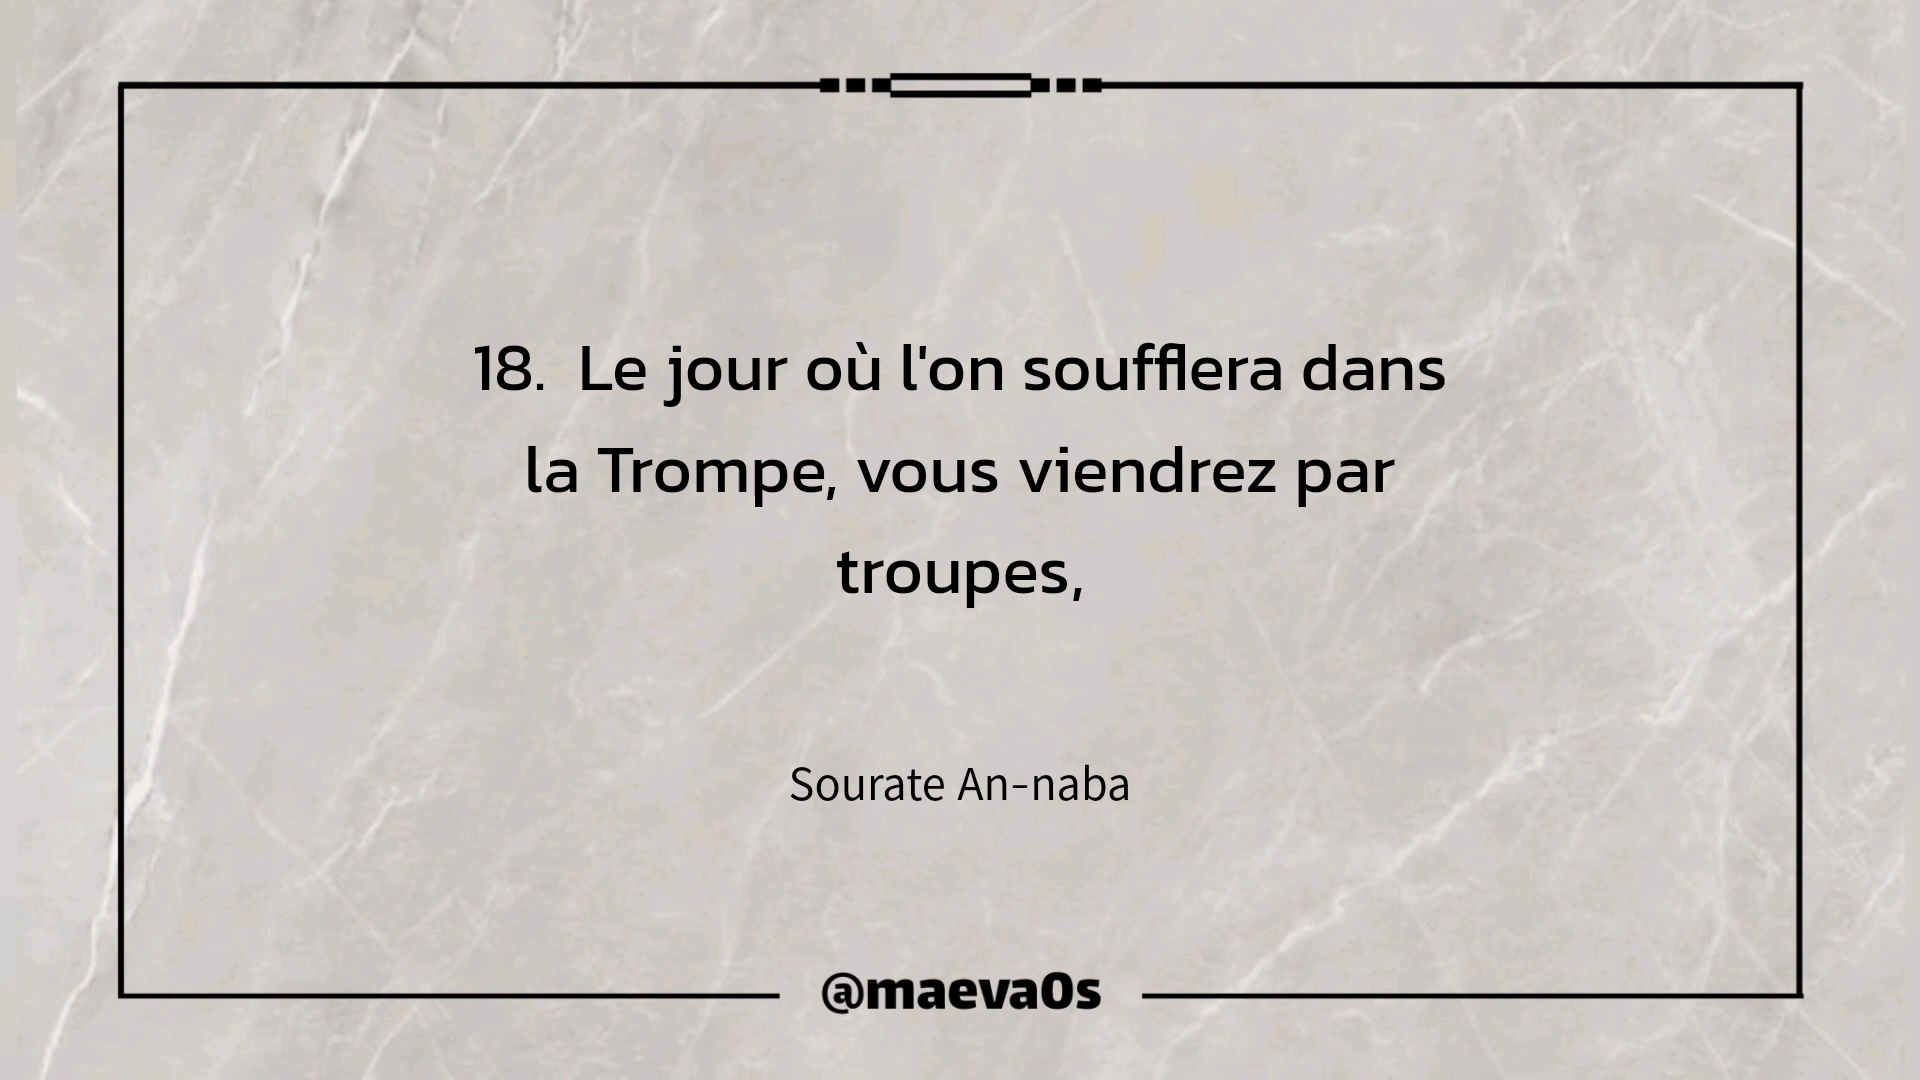 18. Le jour où l'on soufflera dans
la Trompe, vous viendrez par
troupes,
Sourate An-naba
@maeva0s